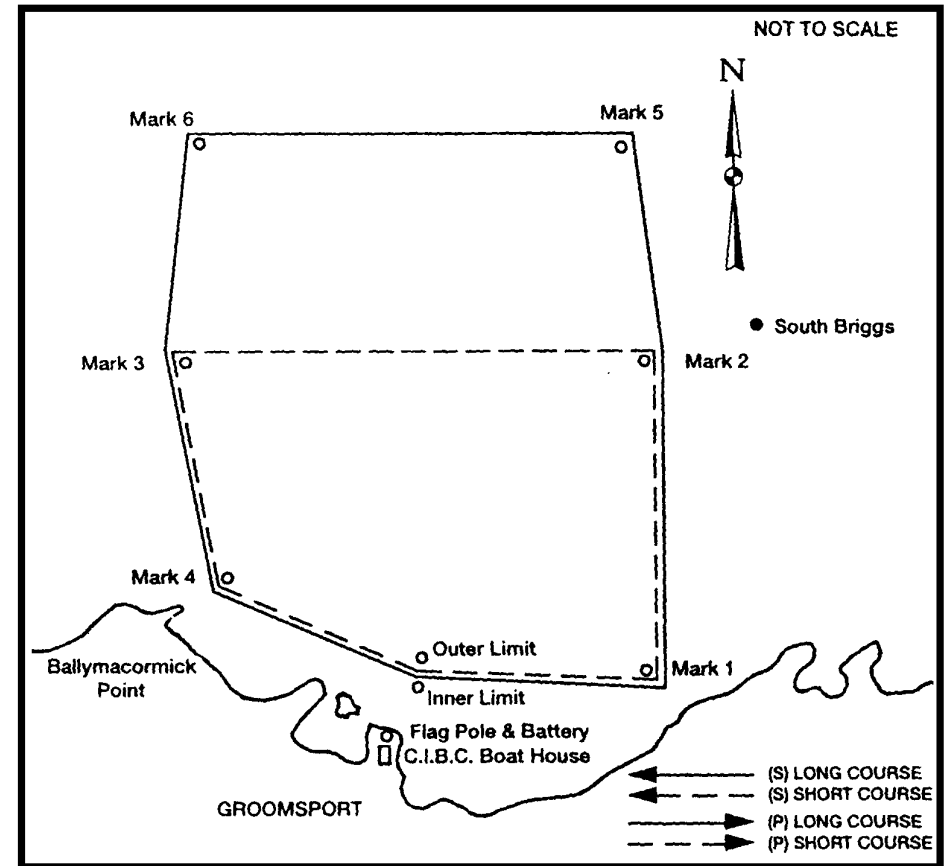 NOT TO SCALE
N
Mark 6
Mark 5
South Briggs
Mark 3
Mark 2
Mark 4
Outer Limit
Mark 1
Ballymacormick
Point
Inner Limit
Flag Pole & Battery
C.I.B.C. Boat House
GROOMSPORT
(S) LONG COURSE
(S) SHORT COURSE
(P) LONG COURSE
(P) SHORT COURSE